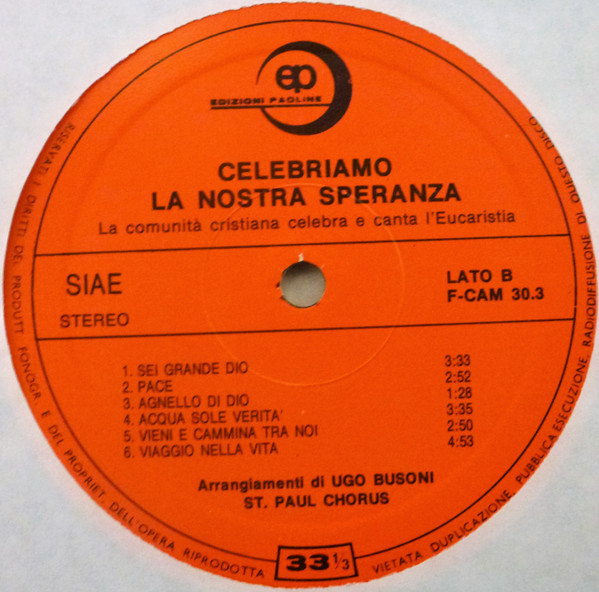 ep
EDIZIONI PAOLINE
CELEBRIAMO
LA NOSTRA SPERANZA
La comunità cristiana celebra e canta l'Eucaristia
SIAE
STEREO
LATO B
F-CAM 30.3
1. SEI GRANDE DIO 3:33
2. PACE 2:52
3. AGNELLO DI DIO 1:28
4. ACQUA SOLE VERITA' 3:35
5. VIENI E CAMMINA TRA NOI 2:50
6. VIAGGIO NELLA VITA 4:53
Arrangiamenti di UGO BUSONI
ST. PAUL CHORUS
33 1/3
RISERVATI I DIRITTI DEL PRODUTT. FONOGR. E DEL PROPRIET. DELL'OPERA RIPRODOTTA
VIETATA DUPLICAZIONE, PUBBLICA ESECUZIONE, RADIODIFFUSIONE DI QUESTO DISCO